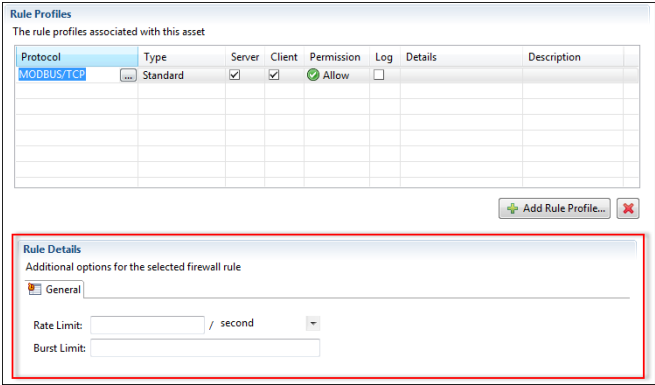 Rule Profiles
The rule profiles associated with this asset
Protocol Type Server Client Permission Log Details Description
MODBUS/TCP ... Standard Allow
Add Rule Profile...
Rule Details
Additional options for the selected firewall rule
General
Rate Limit: / second
Burst Limit: